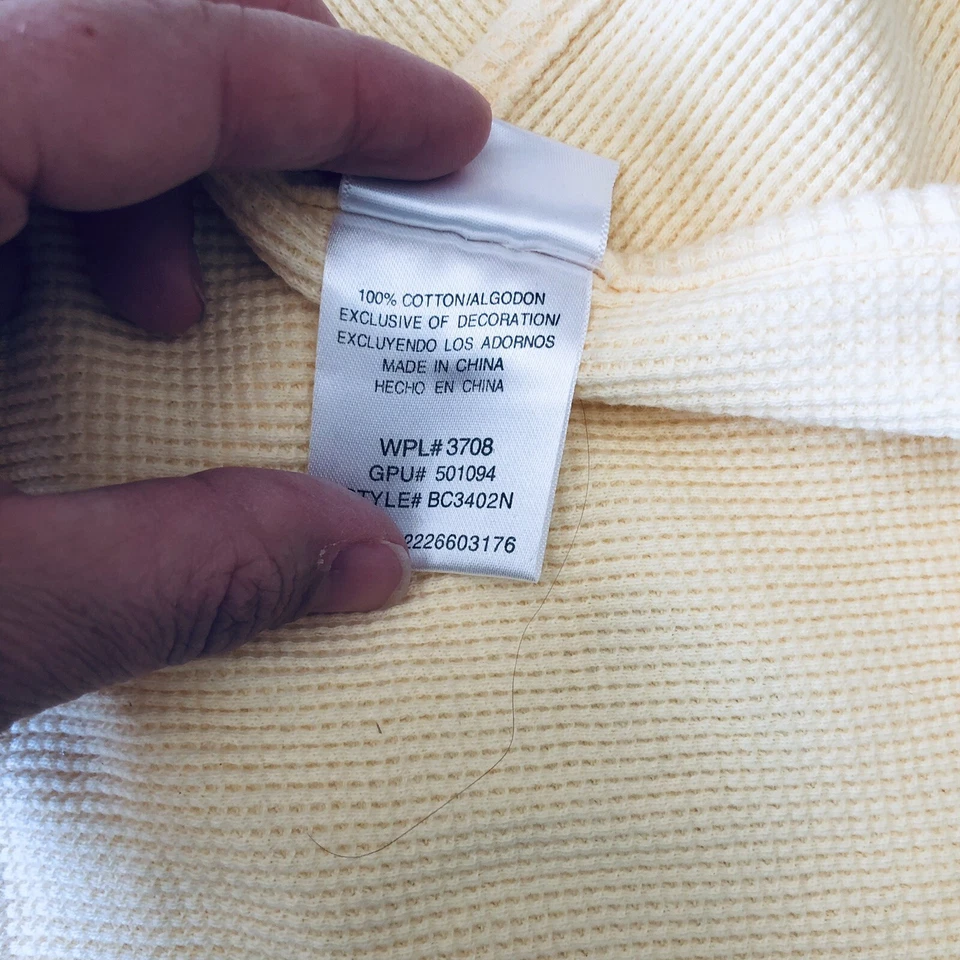 100% COTTON/ALGODON
EXCLUSIVE OF DECORATION/
EXCLUYENDO LOS ADORNOS
MADE IN CHINA
HECHO EN CHINA
WPL# 3708
GPU# 501094
STYLE# BC3402N
2226603176